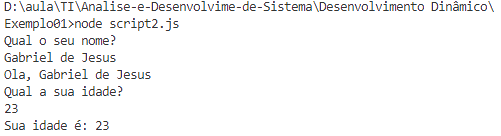 D:\aula\TI\Analise-e-Desenvolvime-de-Sistema\Desenvolvimento Dinâmico\
Exemplo01>node script2.js
Qual o seu nome?
Gabriel de Jesus
Ola, Gabriel de Jesus
Qual a sua idade?
23
Sua idade é: 23